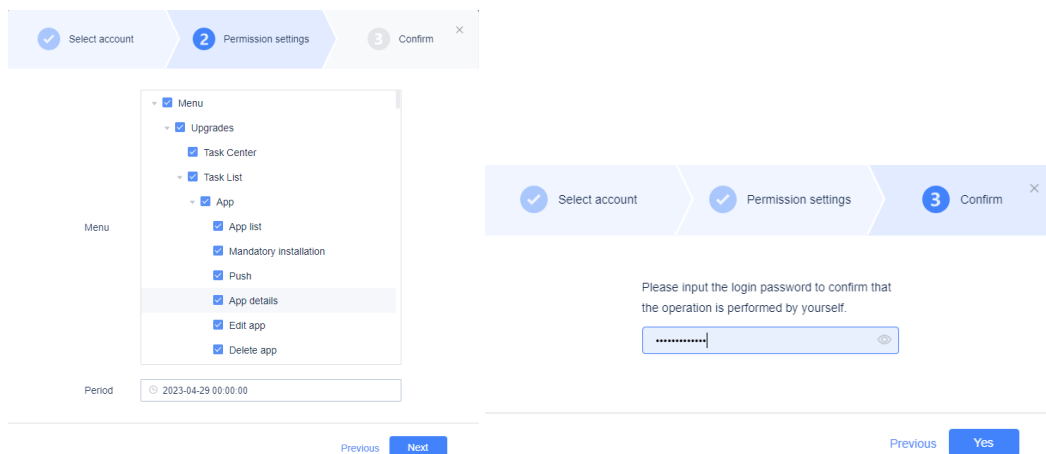 Select account
2 Permission settings
3 Confirm
Menu
Menu
Upgrades
Task Center
Task List
App
App list
Mandatory installation
Push
App details
Edit app
Delete app
Period
2023-04-29 00:00:00
Previous
Next
Select account
Permission settings
3 Confirm
Please input the login password to confirm that
the operation is performed by yourself.
•••••••••••••
Previous
Yes